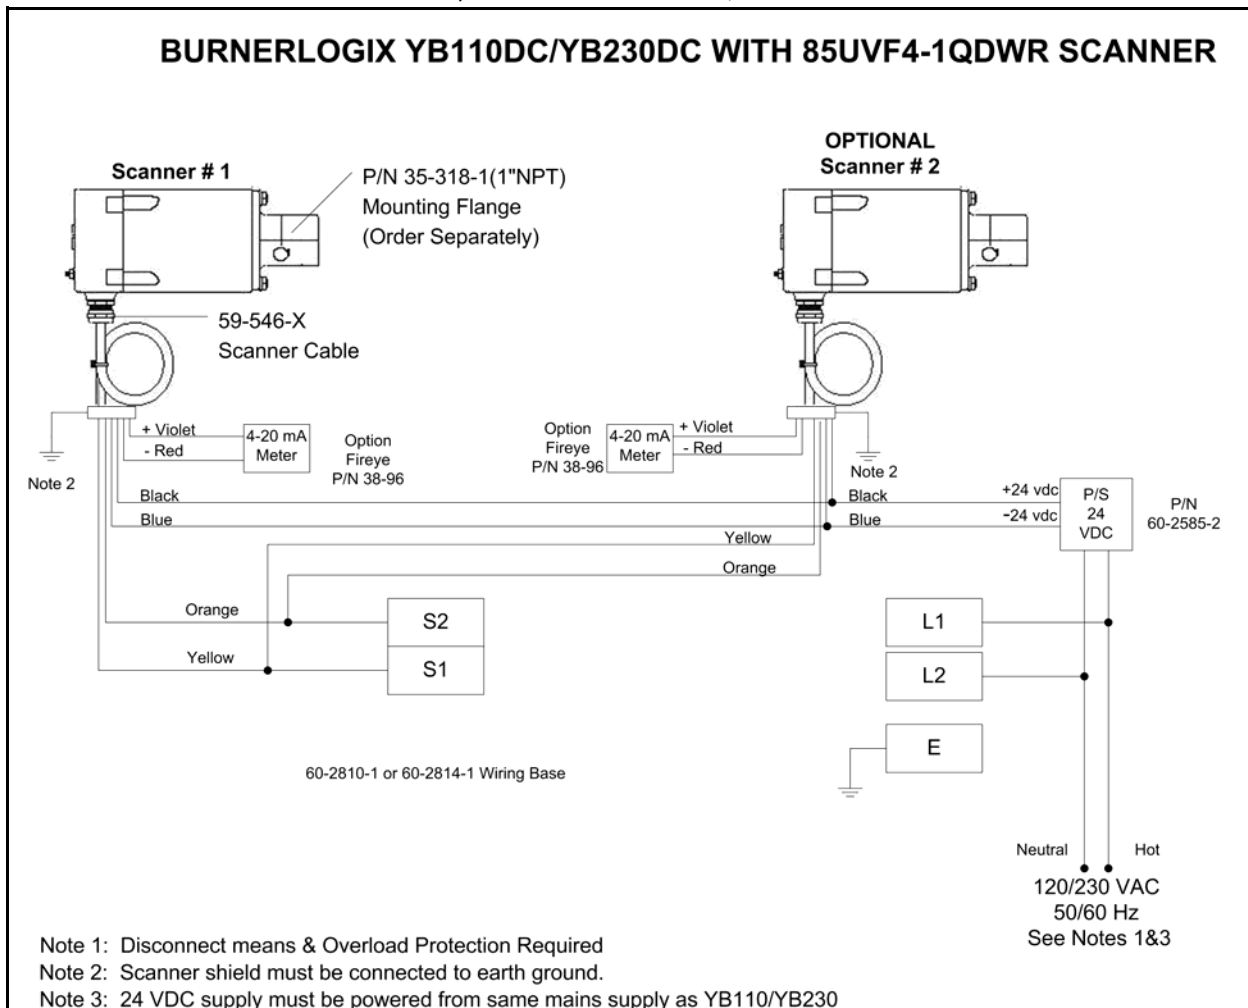 BURNERLOGIX YB110DC/YB230DC WITH 85UVF4-1QDWR SCANNER
Scanner # 1
P/N 35-318-1(1"NPT)
Mounting Flange
(Order Separately)
OPTIONAL
Scanner # 2
59-546-X
Scanner Cable
Note 2
+ Violet
- Red
4-20 mA
Meter
Option
Fireye
P/N 38-96
Option
Fireye
P/N 38-96
4-20 mA
Meter
+ Violet
- Red
Note 2
Black
Blue
Black
Blue
+24 vdc
-24 vdc
P/S
24
VDC
P/N
60-2585-2
Yellow
Orange
Orange
Yellow
S2
S1
L1
L2
E
60-2810-1 or 60-2814-1 Wiring Base
Neutral
Hot
120/230 VAC
50/60 Hz
See Notes 1&3
Note 1: Disconnect means & Overload Protection Required
Note 2: Scanner shield must be connected to earth ground.
Note 3: 24 VDC supply must be powered from same mains supply as YB110/YB230